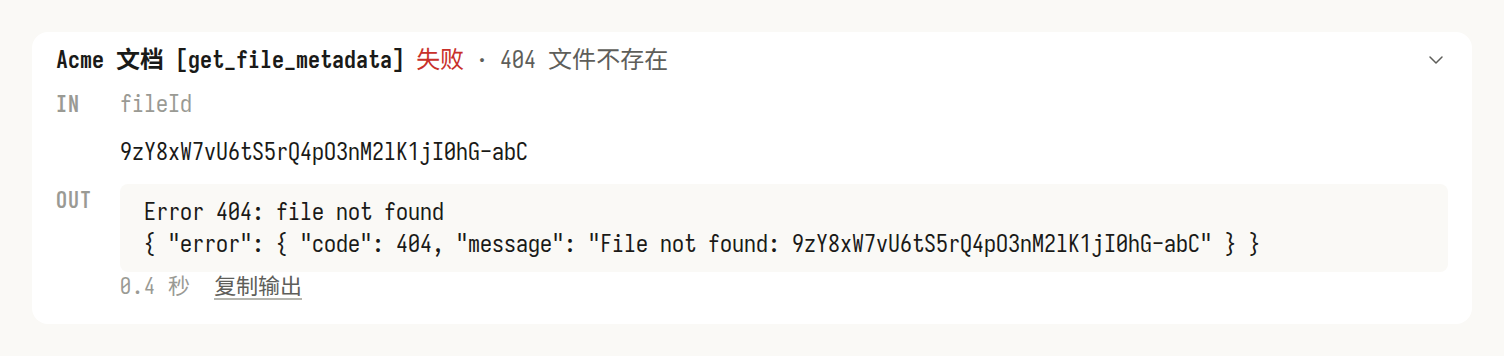 Acme 文档 [get_file_metadata] 失败 · 404 文件不存在
IN fileId
9zY8xW7vU6tS5rQ4pO3nM2lK1jI0hG-abC
OUT
Error 404: file not found
{ "error": { "code": 404, "message": "File not found: 9zY8xW7vU6tS5rQ4pO3nM2lK1jI0hG-abC" } }
0.4 秒 复制输出